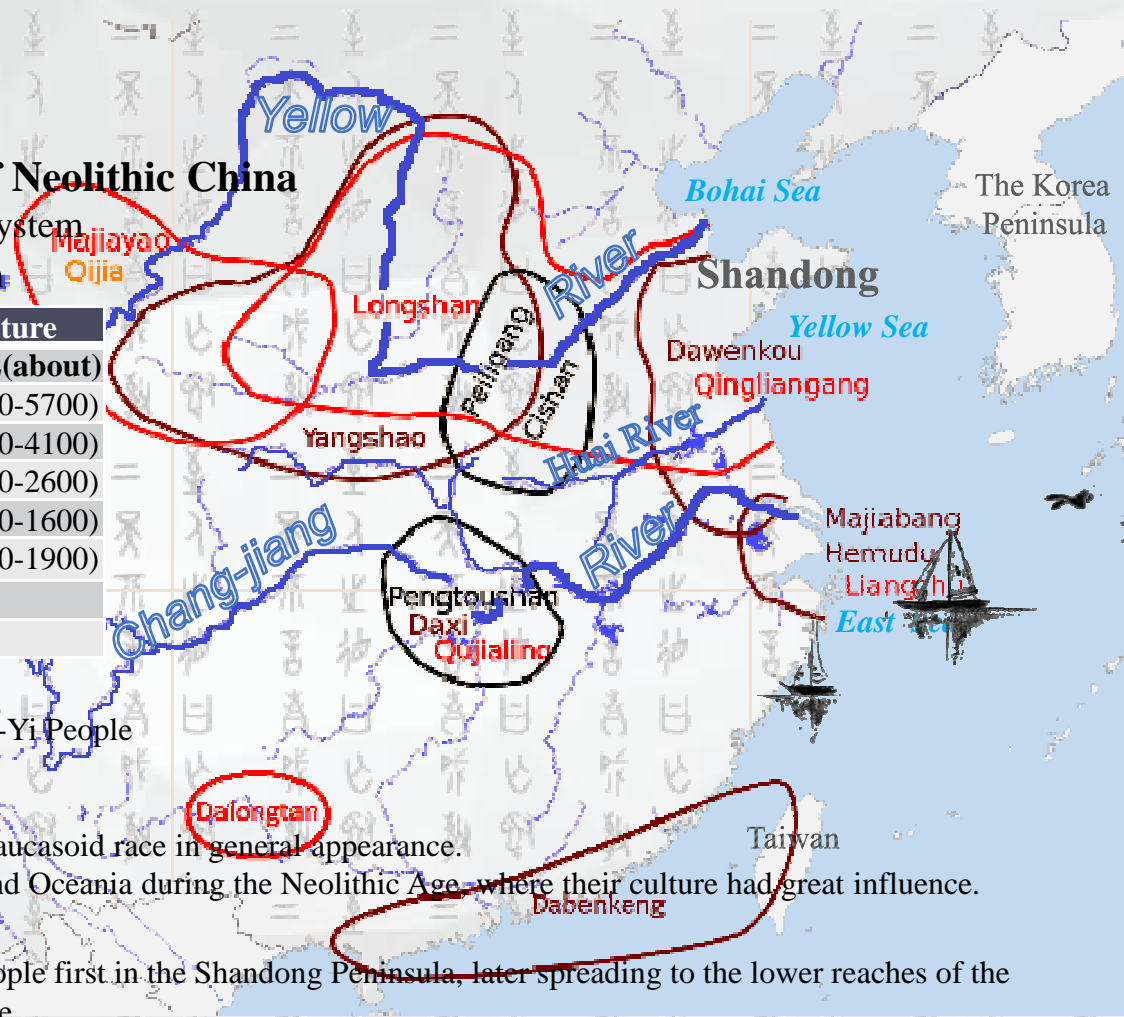 Yellow
f Neolithic China
ystem
Majiayao
Qijia
Bohai Sea
The Korea
Peninsula
River
Shandong
Longshan
Peiligang
Cishan
Yellow Sea
Dawenkou
Qingliangang
ture
(about)
0-5700)
0-4100)
0-2600)
0-1600)
0-1900)
Yangshao
Huai River
Chang-jiang
River
Majiabang
Hemudu
Liangzhu
East Sea
Pengtoushan
Daxi
Qujialing
-Yi People
Dalongtan
Taiwan
aucasoid race in general appearance.
nd Oceania during the Neolithic Age, where their culture had great influence.
Dabenkeng
ople first in the Shandong Peninsula, later spreading to the lower reaches of the